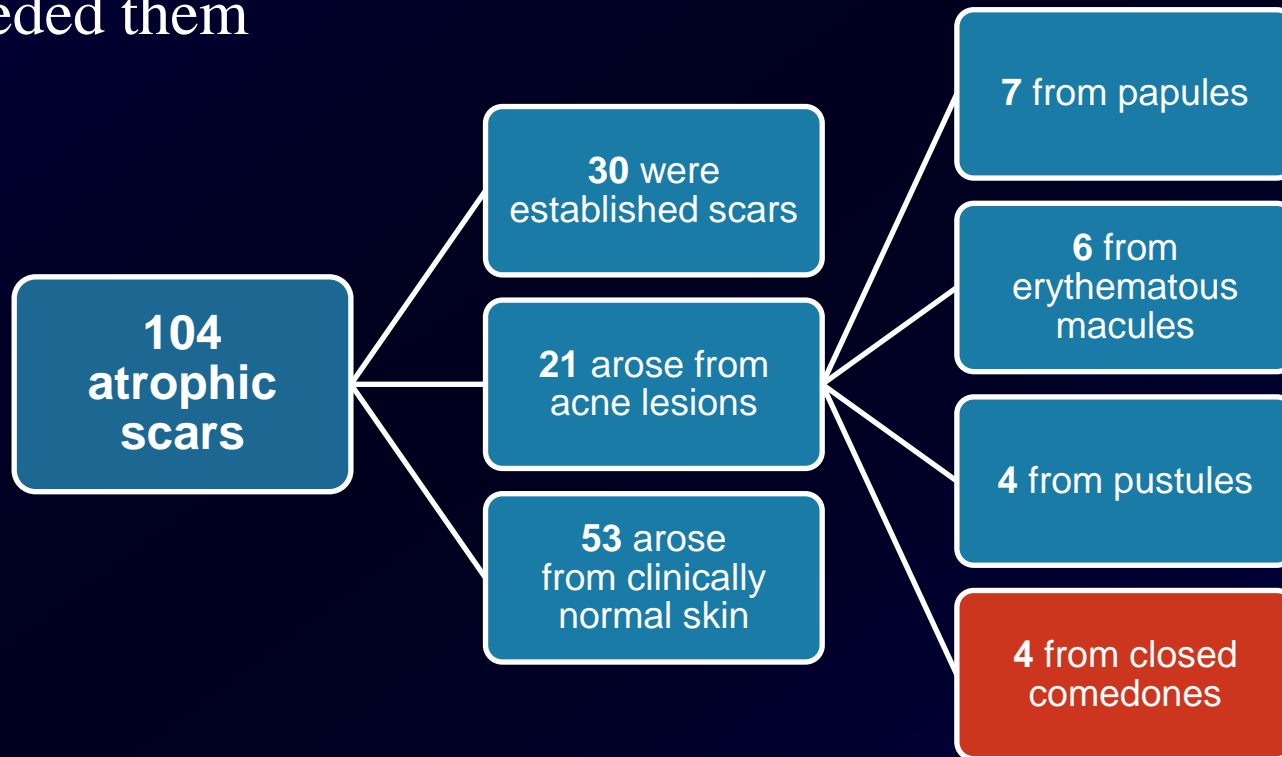 them
104
atrophic
scars
30 were
established scars
21 arose from
acne lesions
53 arose
from clinically
normal skin
7 from papules
6 from
erythematous
macules
4 from pustules
4 from closed
comedones